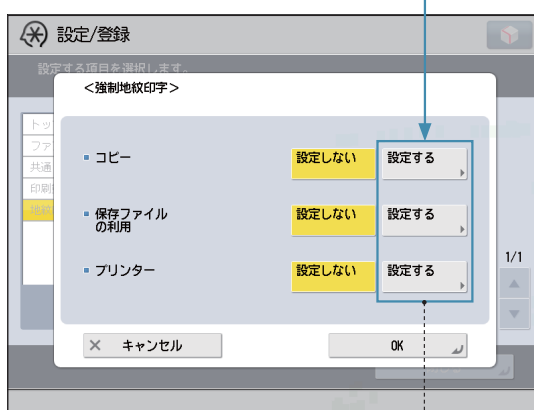 設定/登録
設定する項目を選択します。
<強制地紋印字>
コピー
設定しない
設定する
保存ファイル
の利用
設定しない
設定する
プリンター
設定しない
設定する
1/1
キャンセル
OK